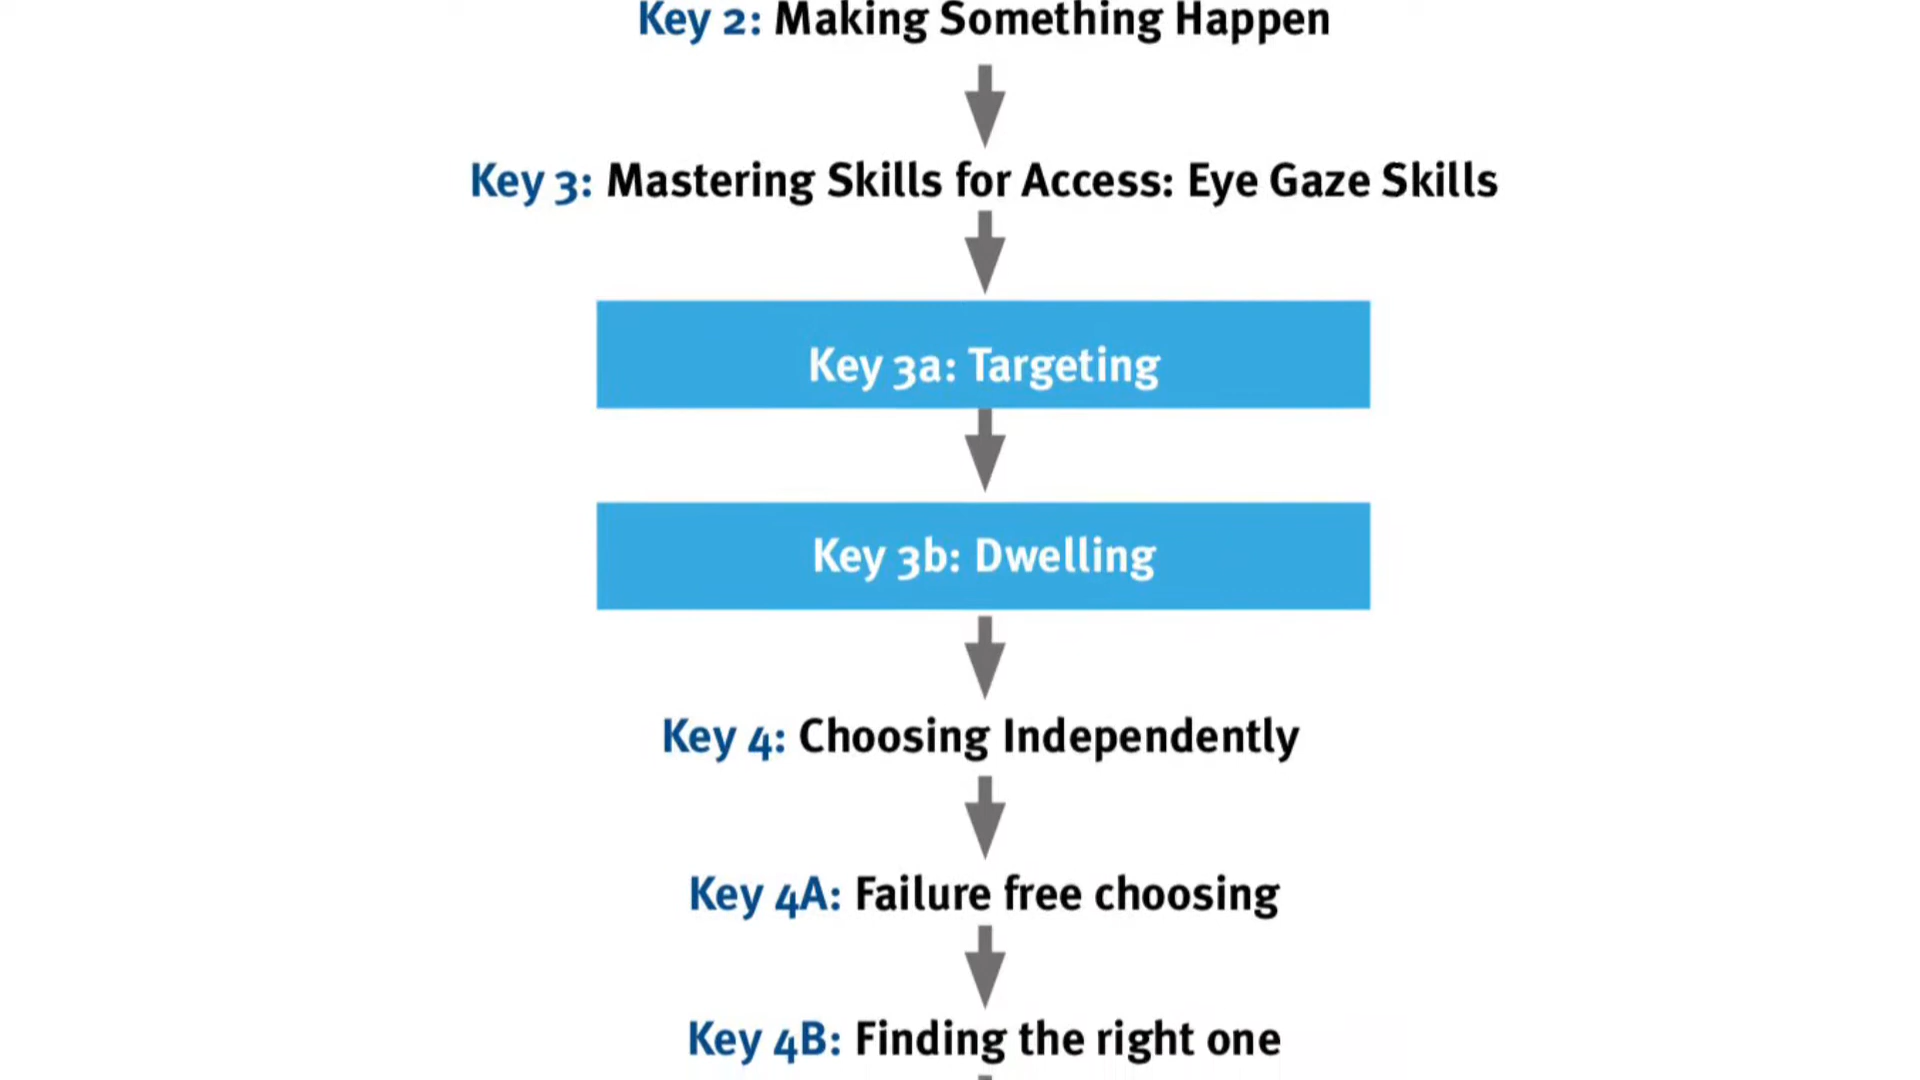 Key 2: Making Something Happen
Key 3: Mastering Skills for Access: Eye Gaze Skills
Key 3a: Targeting
Key 3b: Dwelling
Key 4: Choosing Independently
Key 4A: Failure free choosing
Key 4B: Finding the right one